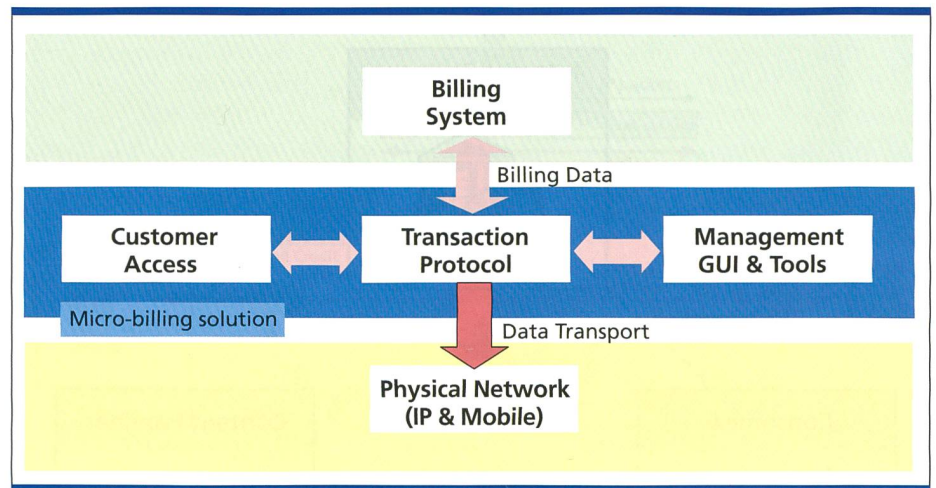 Billing
System
Billing Data
Customer
Access
Transaction
Protocol
Management
GUI & Tools
Micro-billing solution
Data Transport
Physical Network
(IP & Mobile)